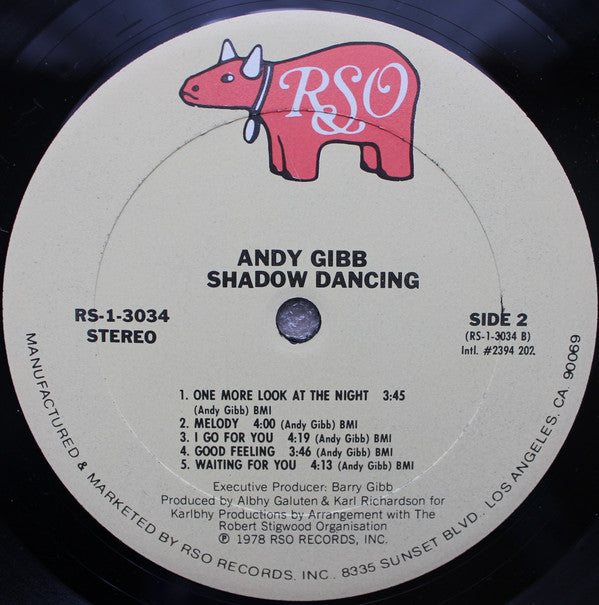 RSO
ANDY GIBB
SHADOW DANCING
RS-1-3034
STEREO
SIDE 2
(RS-1-3034 B)
Intl. #2394 202.
1. ONE MORE LOOK AT THE NIGHT 3:45
(Andy Gibb) BMI
2. MELODY 4:00 (Andy Gibb) BMI
3. I GO FOR YOU 4:19 (Andy Gibb) BMI
4. GOOD FEELING 3:46 (Andy Gibb) BMI
5. WAITING FOR YOU 4:13 (Andy Gibb) BMI
Executive Producer: Barry Gibb
Produced by Albhy Galuten & Karl Richardson for
Karlbhy Productions by Arrangement with The
Robert Stigwood Organisation
℗ 1978 RSO RECORDS, INC.
MANUFACTURED & MARKETED BY RSO RECORDS, INC., 8335 SUNSET BLVD., LOS ANGELES, CA. 90069